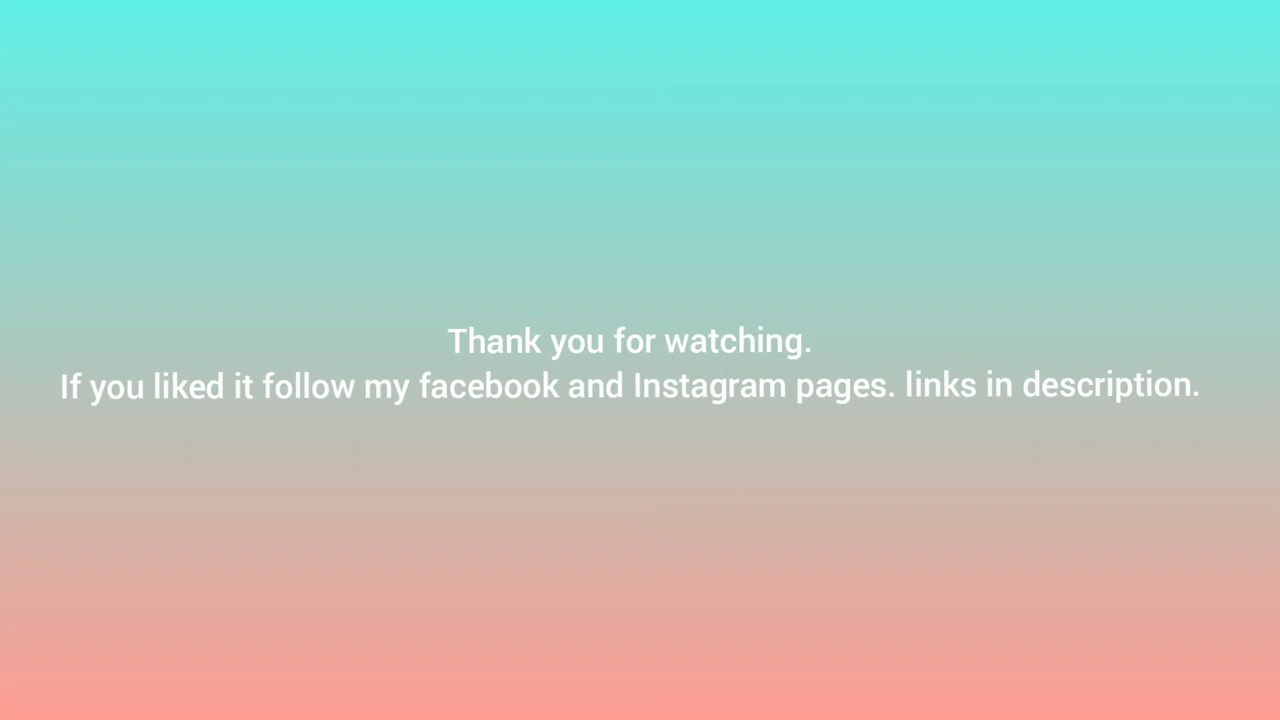 Thank you for watching.
If you liked it follow my facebook and Instagram pages. links in description.